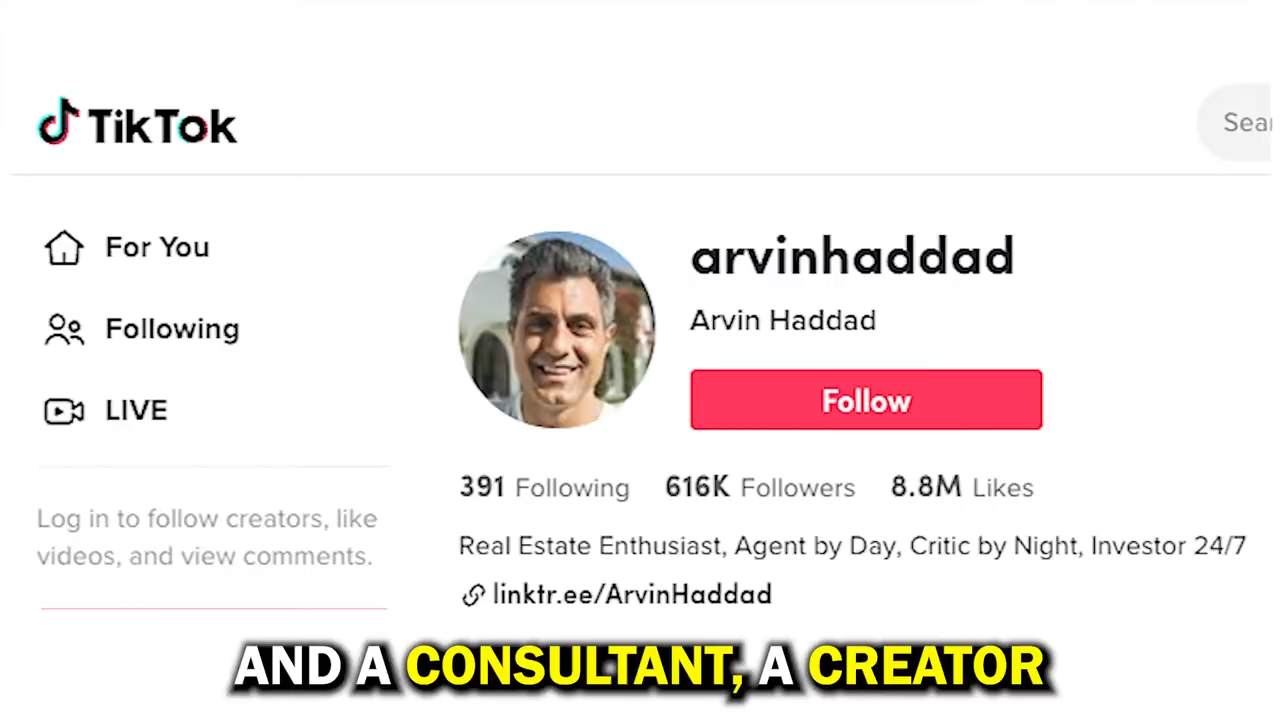 TikTok
Sear
For You
Following
LIVE
Log in to follow creators, like
videos, and view comments.
arvinhaddad
Arvin Haddad
Follow
391 Following 616K Followers 8.8M Likes
Real Estate Enthusiast, Agent by Day, Critic by Night, Investor 24/7
linktr.ee/ArvinHaddad
AND A CONSULTANT, A CREATOR